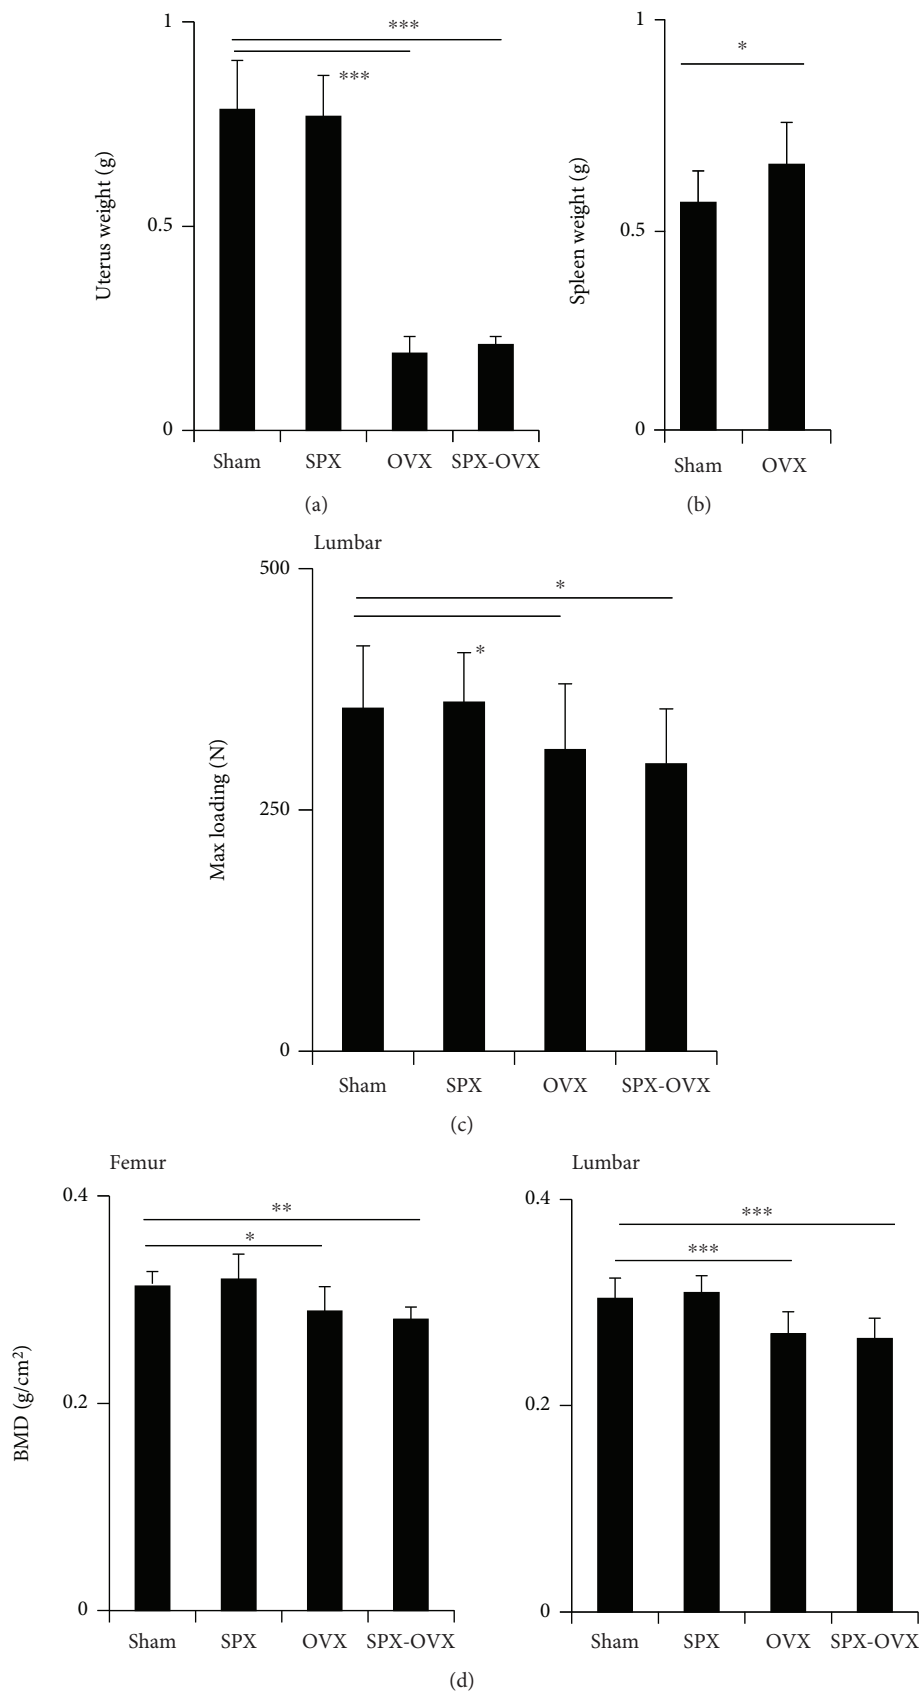 1
***
***
0.5
Uterus weight (g)
0
Sham SPX OVX SPX-OVX
(a)
1
*
0.5
Spleen weight (g)
0
Sham OVX
(b)
Lumbar
500
*
*
250
Max loading (N)
0
Sham SPX OVX SPX-OVX
(c)
Femur
0.4
**
*
0.2
BMD (g/cm²)
0
Sham SPX OVX SPX-OVX
Lumbar
0.4
***
***
0.2
0
Sham SPX OVX SPX-OVX
(d)